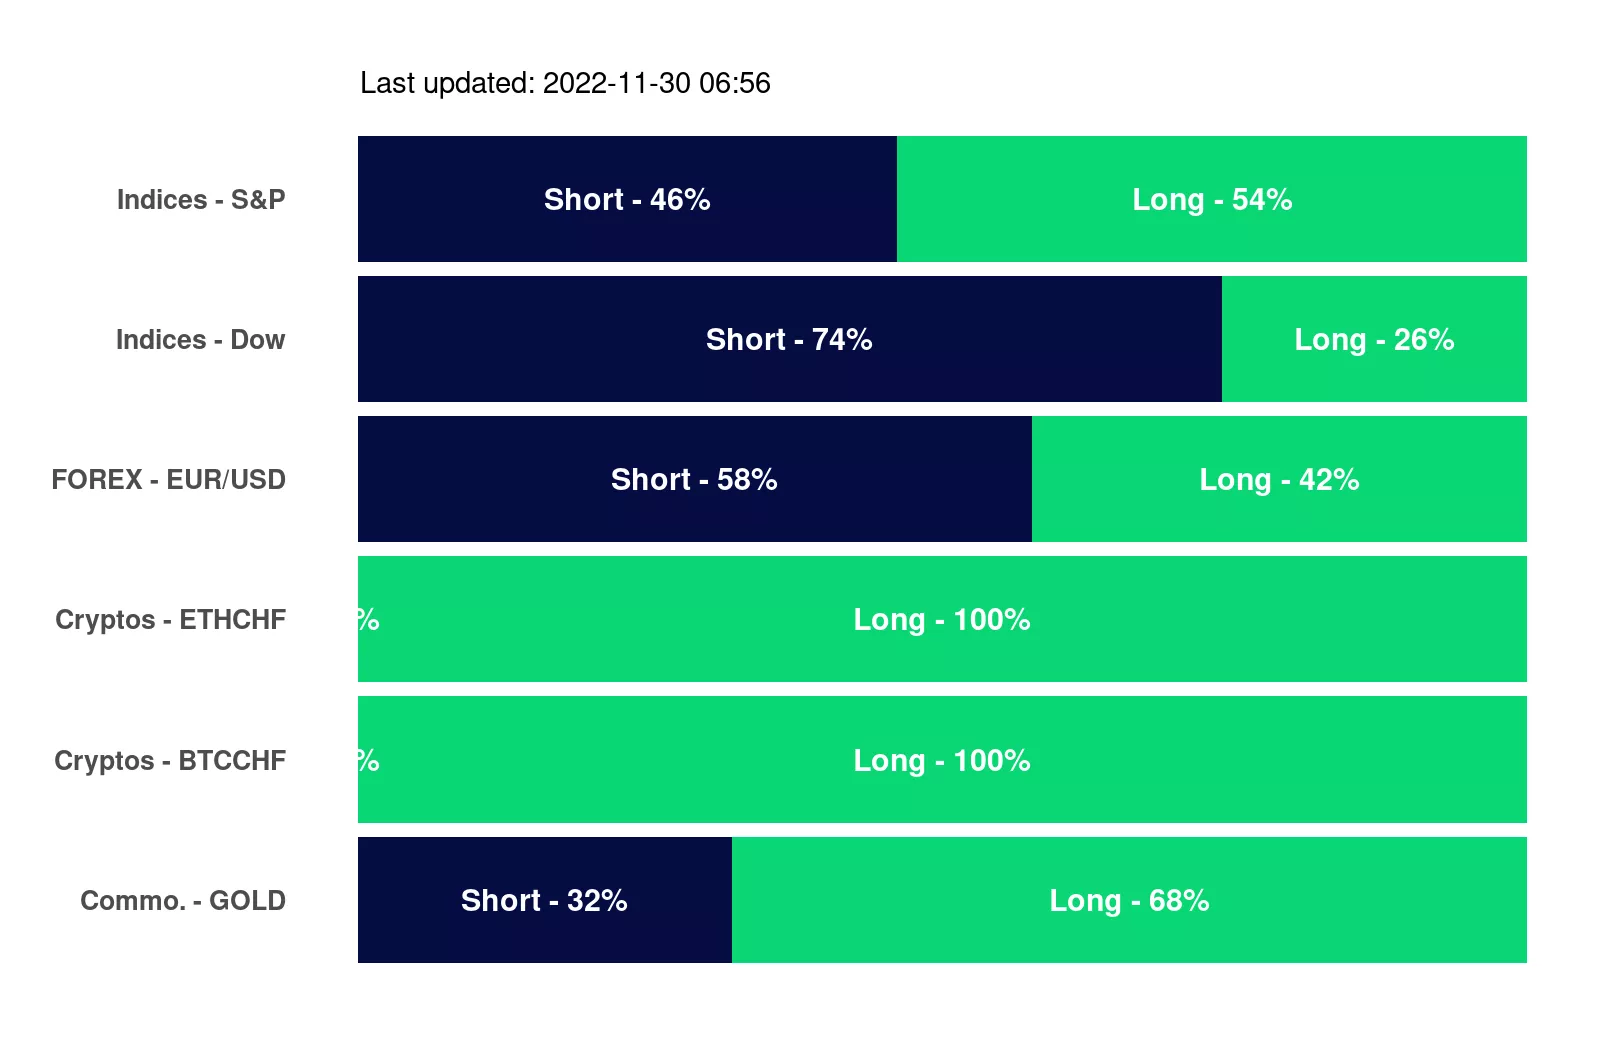 Last updated: 2022-11-30 06:56
Indices - S&P Short - 46% Long - 54%
Indices - Dow Short - 74% Long - 26%
FOREX - EUR/USD Short - 58% Long - 42%
Cryptos - ETHCHF % Long - 100%
Cryptos - BTCCHF % Long - 100%
Commo. - GOLD Short - 32% Long - 68%